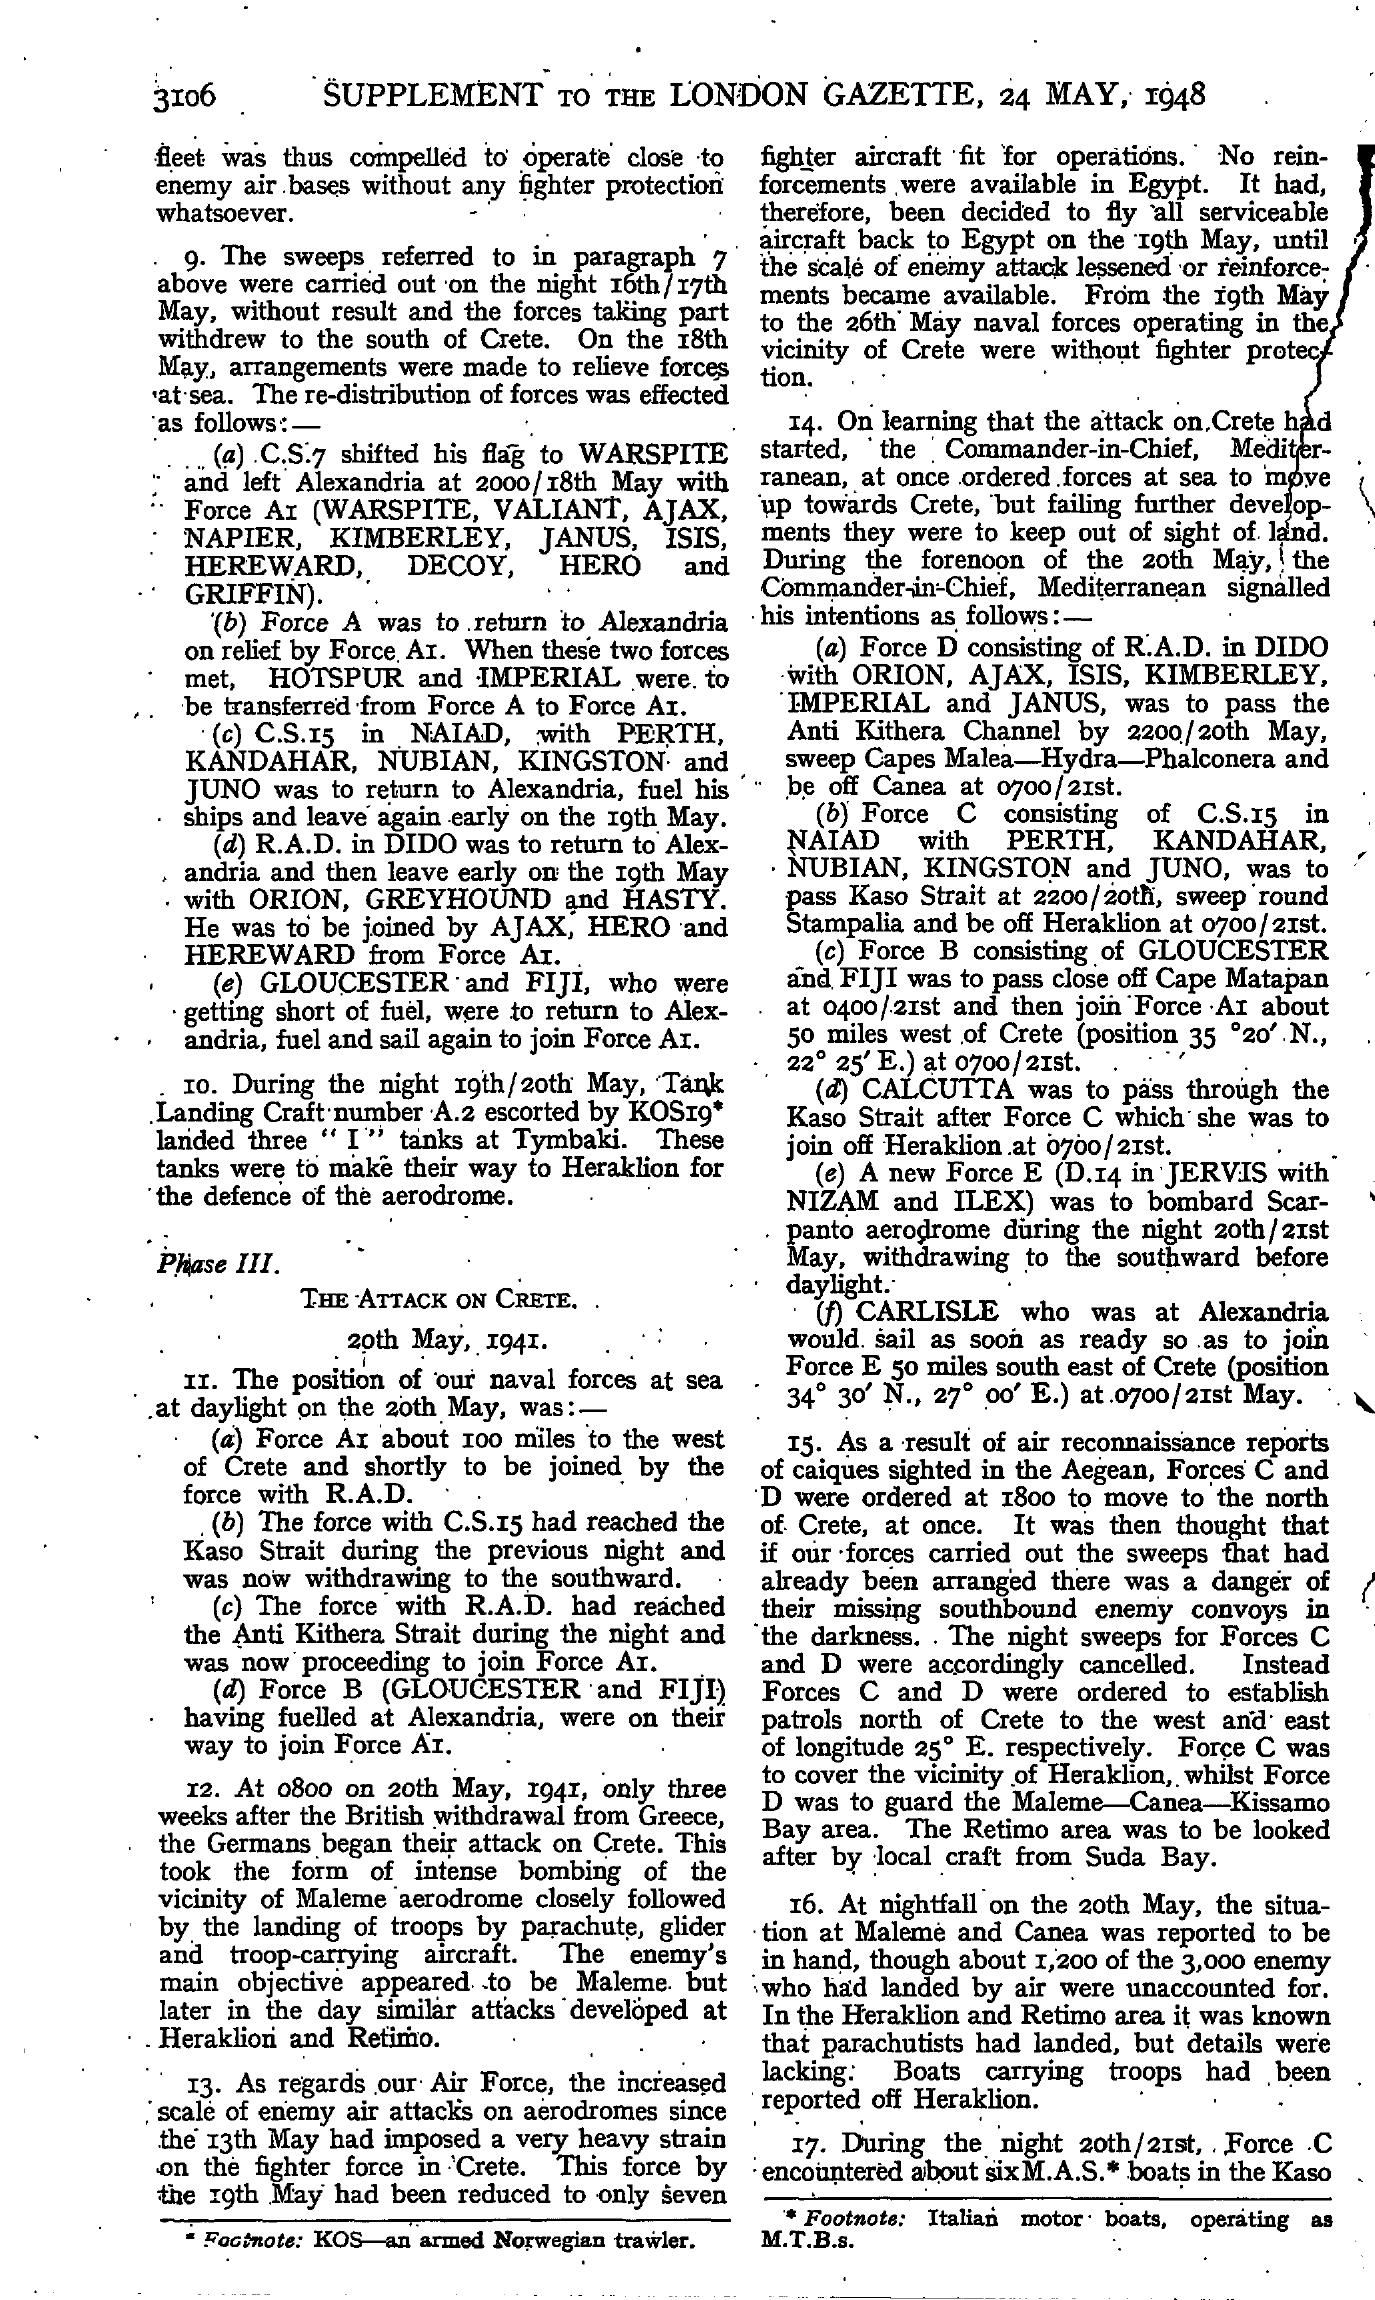 3106 SUPPLEMENT TO THE LONDON GAZETTE, 24 MAY, 1948
fleet was thus compelled to operate close to
enemy air bases without any fighter protection
whatsoever.
9. The sweeps referred to in paragraph 7
above were carried out on the night 16th/17th
May, without result and the forces taking part
withdrew to the south of Crete. On the 18th
May, arrangements were made to relieve forces
at sea. The re-distribution of forces was effected
as follows:—
(a) C.S.7 shifted his flag to WARSPITE
and left Alexandria at 2000/18th May with
Force A1 (WARSPITE, VALIANT, AJAX,
NAPIER, KIMBERLEY, JANUS, ISIS,
HEREWARD, DECOY, HERO and
GRIFFIN).
(b) Force A was to return to Alexandria
on relief by Force A1. When these two forces
met, HOTSPUR and IMPERIAL were to
be transferred from Force A to Force A1.
(c) C.S.15 in NAIAD, with PERTH,
KANDAHAR, NUBIAN, KINGSTON and
JUNO was to return to Alexandria, fuel his
ships and leave again early on the 19th May.
(d) R.A.D. in DIDO was to return to Alex-
andria and then leave early on the 19th May
with ORION, GREYHOUND and HASTY.
He was to be joined by AJAX, HERO and
HEREWARD from Force A1.
(e) GLOUCESTER and FIJI, who were
getting short of fuel, were to return to Alex-
andria, fuel and sail again to join Force A1.
10. During the night 19th/20th May, Tank
Landing Craft number A.2 escorted by KOS19*
landed three "I" tanks at Tymbaki. These
tanks were to make their way to Heraklion for
the defence of the aerodrome.
Phase III.
THE ATTACK ON CRETE.
20th May, 1941.
11. The position of our naval forces at sea
at daylight on the 20th May, was:—
(a) Force A1 about 100 miles to the west
of Crete and shortly to be joined by the
force with R.A.D.
(b) The force with C.S.15 had reached the
Kaso Strait during the previous night and
was now withdrawing to the southward.
(c) The force with R.A.D. had reached
the Anti Kithera Strait during the night and
was now proceeding to join Force A1.
(d) Force B (GLOUCESTER and FIJI)
having fuelled at Alexandria, were on their
way to join Force A1.
12. At 0800 on 20th May, 1941, only three
weeks after the British withdrawal from Greece,
the Germans began their attack on Crete. This
took the form of intense bombing of the
vicinity of Maleme aerodrome closely followed
by the landing of troops by parachute, glider
and troop-carrying aircraft. The enemy's
main objective appeared to be Maleme but
later in the day similar attacks developed at
Heraklion and Retimo.
13. As regards our Air Force, the increased
scale of enemy air attacks on aerodromes since
the 13th May had imposed a very heavy strain
on the fighter force in Crete. This force by
the 19th May had been reduced to only seven
* Footnote: KOS—an armed Norwegian trawler.
fighter aircraft fit for operations. No rein-
forcements were available in Egypt. It had,
therefore, been decided to fly all serviceable
aircraft back to Egypt on the 19th May, until
the scale of enemy attack lessened or reinforce-
ments became available. From the 19th May
to the 26th May naval forces operating in the
vicinity of Crete were without fighter protec-
tion.
14. On learning that the attack on Crete had
started, the Commander-in-Chief, Mediter-
ranean, at once ordered forces at sea to move
up towards Crete, but failing further develop-
ments they were to keep out of sight of land.
During the forenoon of the 20th May, the
Commander-in-Chief, Mediterranean signalled
his intentions as follows:—
(a) Force D consisting of R.A.D. in DIDO
with ORION, AJAX, ISIS, KIMBERLEY,
IMPERIAL and JANUS, was to pass the
Anti Kithera Channel by 2200/20th May,
sweep Capes Malea—Hydra—Phalconera and
be off Canea at 0700/21st.
(b) Force C consisting of C.S.15 in
NAIAD with PERTH, KANDAHAR,
NUBIAN, KINGSTON and JUNO, was to
pass Kaso Strait at 2200/20th, sweep round
Stampalia and be off Heraklion at 0700/21st.
(c) Force B consisting of GLOUCESTER
and FIJI was to pass close off Cape Matapan
at 0400/21st and then join Force A1 about
50 miles west of Crete (position 35 °20′ N.,
22° 25′ E.) at 0700/21st.
(d) CALCUTTA was to pass through the
Kaso Strait after Force C which she was to
join off Heraklion at 0700/21st.
(e) A new Force E (D.14 in JERVIS with
NIZAM and ILEX) was to bombard Scar-
panto aerodrome during the night 20th/21st
May, withdrawing to the southward before
daylight.
(f) CARLISLE who was at Alexandria
would sail as soon as ready so as to join
Force E 50 miles south east of Crete (position
34° 30′ N., 27° 00′ E.) at 0700/21st May.
15. As a result of air reconnaissance reports
of caiques sighted in the Aegean, Forces C and
D were ordered at 1800 to move to the north
of Crete, at once. It was then thought that
if our forces carried out the sweeps that had
already been arranged there was a danger of
their missing southbound enemy convoys in
the darkness. The night sweeps for Forces C
and D were accordingly cancelled. Instead
Forces C and D were ordered to establish
patrols north of Crete to the west and east
of longitude 25° E. respectively. Force C was
to cover the vicinity of Heraklion, whilst Force
D was to guard the Maleme—Canea—Kissamo
Bay area. The Retimo area was to be looked
after by local craft from Suda Bay.
16. At nightfall on the 20th May, the situa-
tion at Maleme and Canea was reported to be
in hand, though about 1,200 of the 3,000 enemy
who had landed by air were unaccounted for.
In the Heraklion and Retimo area it was known
that parachutists had landed, but details were
lacking. Boats carrying troops had been
reported off Heraklion.
17. During the night 20th/21st, Force C
encountered about six M.A.S.* boats in the Kaso
* Footnote: Italian motor boats, operating as
M.T.B.s.